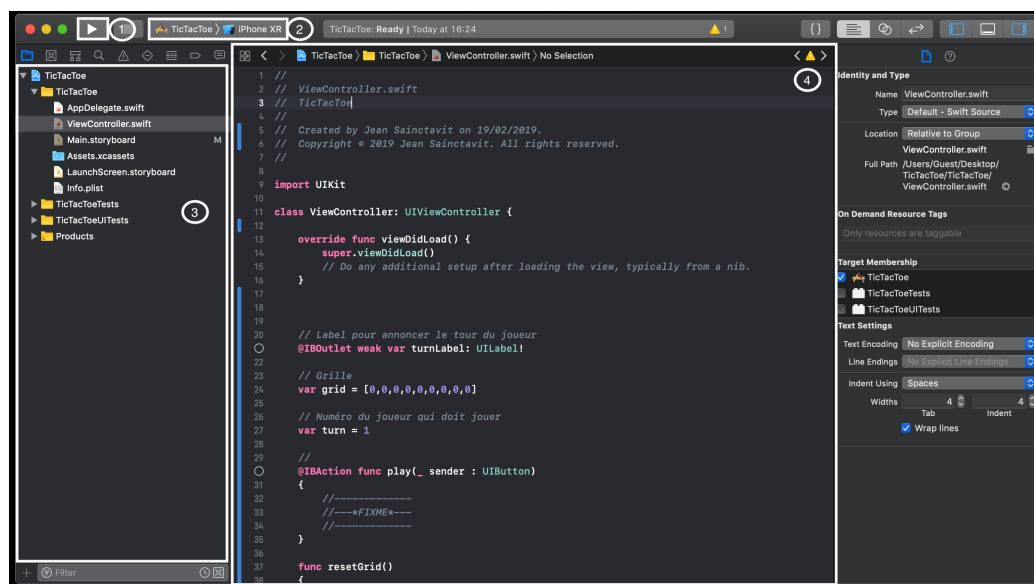 1
TicTacToe 〉 iPhone XR
2
TicTacToe: Ready | Today at 16:24
1
{}
TicTacToe
TicTacToe
AppDelegate.swift
ViewController.swift
Main.storyboard M
Assets.xcassets
LaunchScreen.storyboard
Info.plist
TicTacToeTests
TicTacToeUITests
Products
3
Filter
TicTacToe 〉 TicTacToe 〉 ViewController.swift 〉 No Selection
4
1 //
2 // ViewController.swift
3 // TicTacToe
4 //
5 // Created by Jean Sainctavit on 19/02/2019.
6 // Copyright © 2019 Jean Sainctavit. All rights reserved.
7 //
8
9 import UIKit
10
11 class ViewController: UIViewController {
12
13 override func viewDidLoad() {
14 super.viewDidLoad()
15 // Do any additional setup after loading the view, typically from a nib.
16 }
17
18
19
20 // Label pour annoncer le tour du joueur
@IBOutlet weak var turnLabel: UILabel!
22
23 // Grille
24 var grid = [0,0,0,0,0,0,0,0,0]
25
26 // Numéro du joueur qui doit jouer
27 var turn = 1
28
29 //
@IBAction func play(_ sender : UIButton)
31 {
32 //-------------
33 //---*FIXME*---
34 //-------------
35 }
36
37 func resetGrid()
38 {
Identity and Type
Name ViewController.swift
Type Default - Swift Source
Location Relative to Group
ViewController.swift
Full Path /Users/Guest/Desktop/
TicTacToe/TicTacToe/
ViewController.swift
On Demand Resource Tags
Only resources are taggable
Target Membership
TicTacToe
TicTacToeTests
TicTacToeUITests
Text Settings
Text Encoding No Explicit Encoding
Line Endings No Explicit Line Endings
Indent Using Spaces
Widths 4 4
Tab Indent
Wrap lines